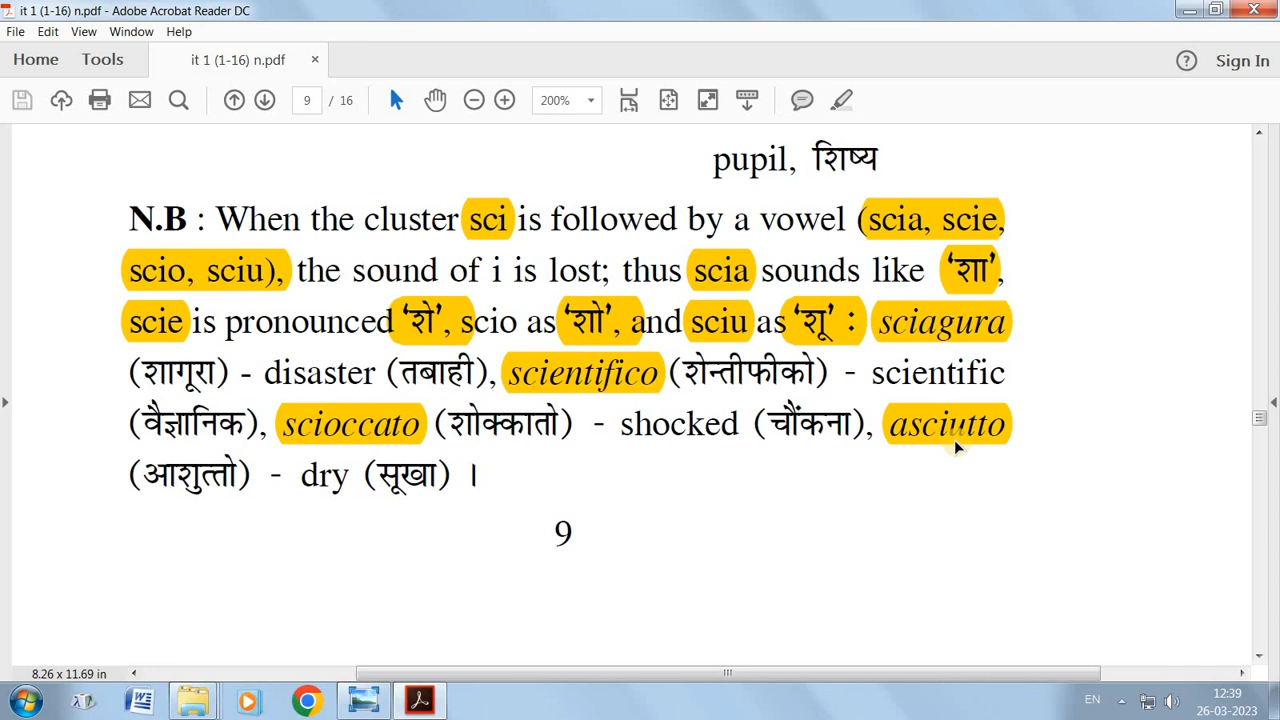 it 1 (1-16) n.pdf - Adobe Acrobat Reader DC
File Edit View Window Help
Home Tools it 1 (1-16) n.pdf × ? Sign In
9 / 16 200%
pupil, शिष्य
N.B : When the cluster sci is followed by a vowel (scia, scie,
scio, sciu), the sound of i is lost; thus scia sounds like ‘शा’,
scie is pronounced ‘शे’, scio as ‘शो’, and sciu as ‘शू’ : sciagura
(शागूरा) - disaster (तबाही), scientifico (शेन्तीफीको) - scientific
(वैज्ञानिक), scioccato (शोक्कातो) - shocked (चौंकना), asciutto
(आशुत्तो) - dry (सूखा) ।
9
8.26 x 11.69 in
EN 12:39
26-03-2023